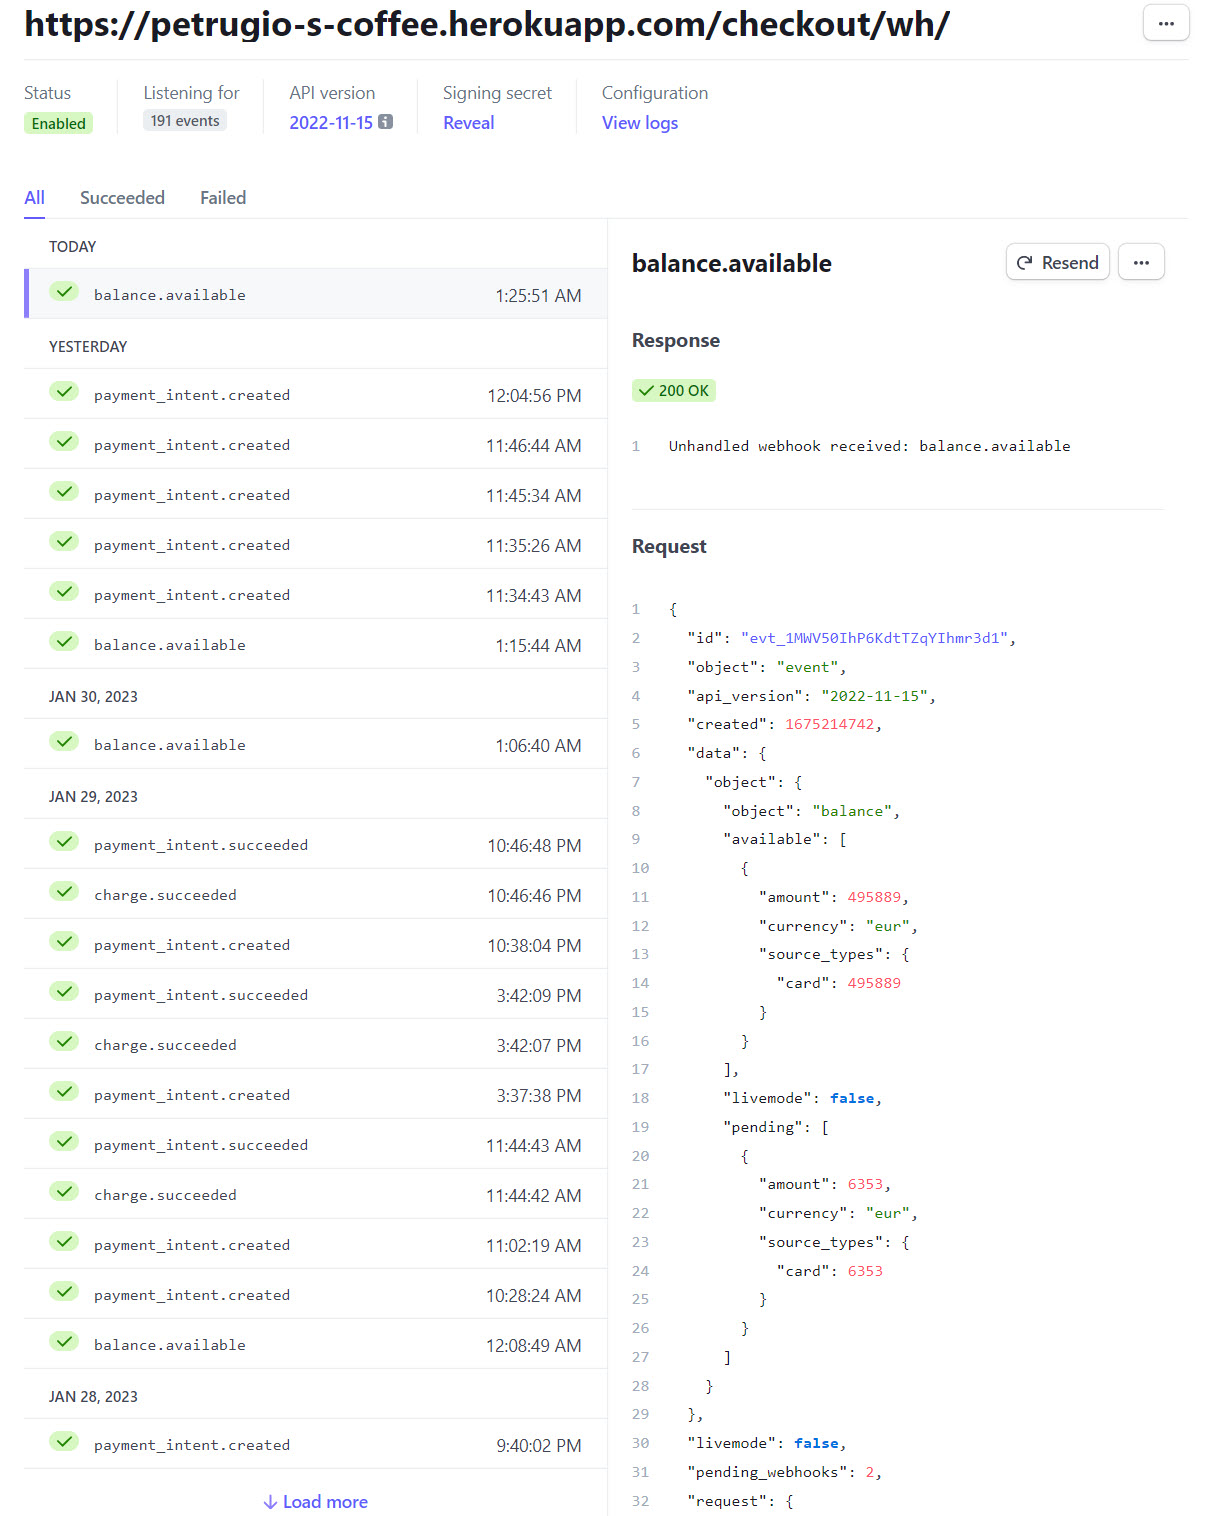 https://petrugio-s-coffee.herokuapp.com/checkout/wh/
Status
Enabled
Listening for
191 events
API version
2022-11-15
Signing secret
Reveal
Configuration
View logs
All Succeeded Failed
TODAY
balance.available 1:25:51 AM
YESTERDAY
payment_intent.created 12:04:56 PM
payment_intent.created 11:46:44 AM
payment_intent.created 11:45:34 AM
payment_intent.created 11:35:26 AM
payment_intent.created 11:34:43 AM
balance.available 1:15:44 AM
JAN 30, 2023
balance.available 1:06:40 AM
JAN 29, 2023
payment_intent.succeeded 10:46:48 PM
charge.succeeded 10:46:46 PM
payment_intent.created 10:38:04 PM
payment_intent.succeeded 3:42:09 PM
charge.succeeded 3:42:07 PM
payment_intent.created 3:37:38 PM
payment_intent.succeeded 11:44:43 AM
charge.succeeded 11:44:42 AM
payment_intent.created 11:02:19 AM
payment_intent.created 10:28:24 AM
balance.available 12:08:49 AM
JAN 28, 2023
payment_intent.created 9:40:02 PM
Load more
balance.available
Resend
Response
200 OK
1 Unhandled webhook received: balance.available
Request
1 {
2 "id": "evt_1MWV50IhP6KdtTZqYIhmr3d1",
3 "object": "event",
4 "api_version": "2022-11-15",
5 "created": 1675214742,
6 "data": {
7 "object": {
8 "object": "balance",
9 "available": [
10 {
11 "amount": 495889,
12 "currency": "eur",
13 "source_types": {
14 "card": 495889
15 }
16 }
17 ],
18 "livemode": false,
19 "pending": [
20 {
21 "amount": 6353,
22 "currency": "eur",
23 "source_types": {
24 "card": 6353
25 }
26 }
27 ]
28 }
29 },
30 "livemode": false,
31 "pending_webhooks": 2,
32 "request": {